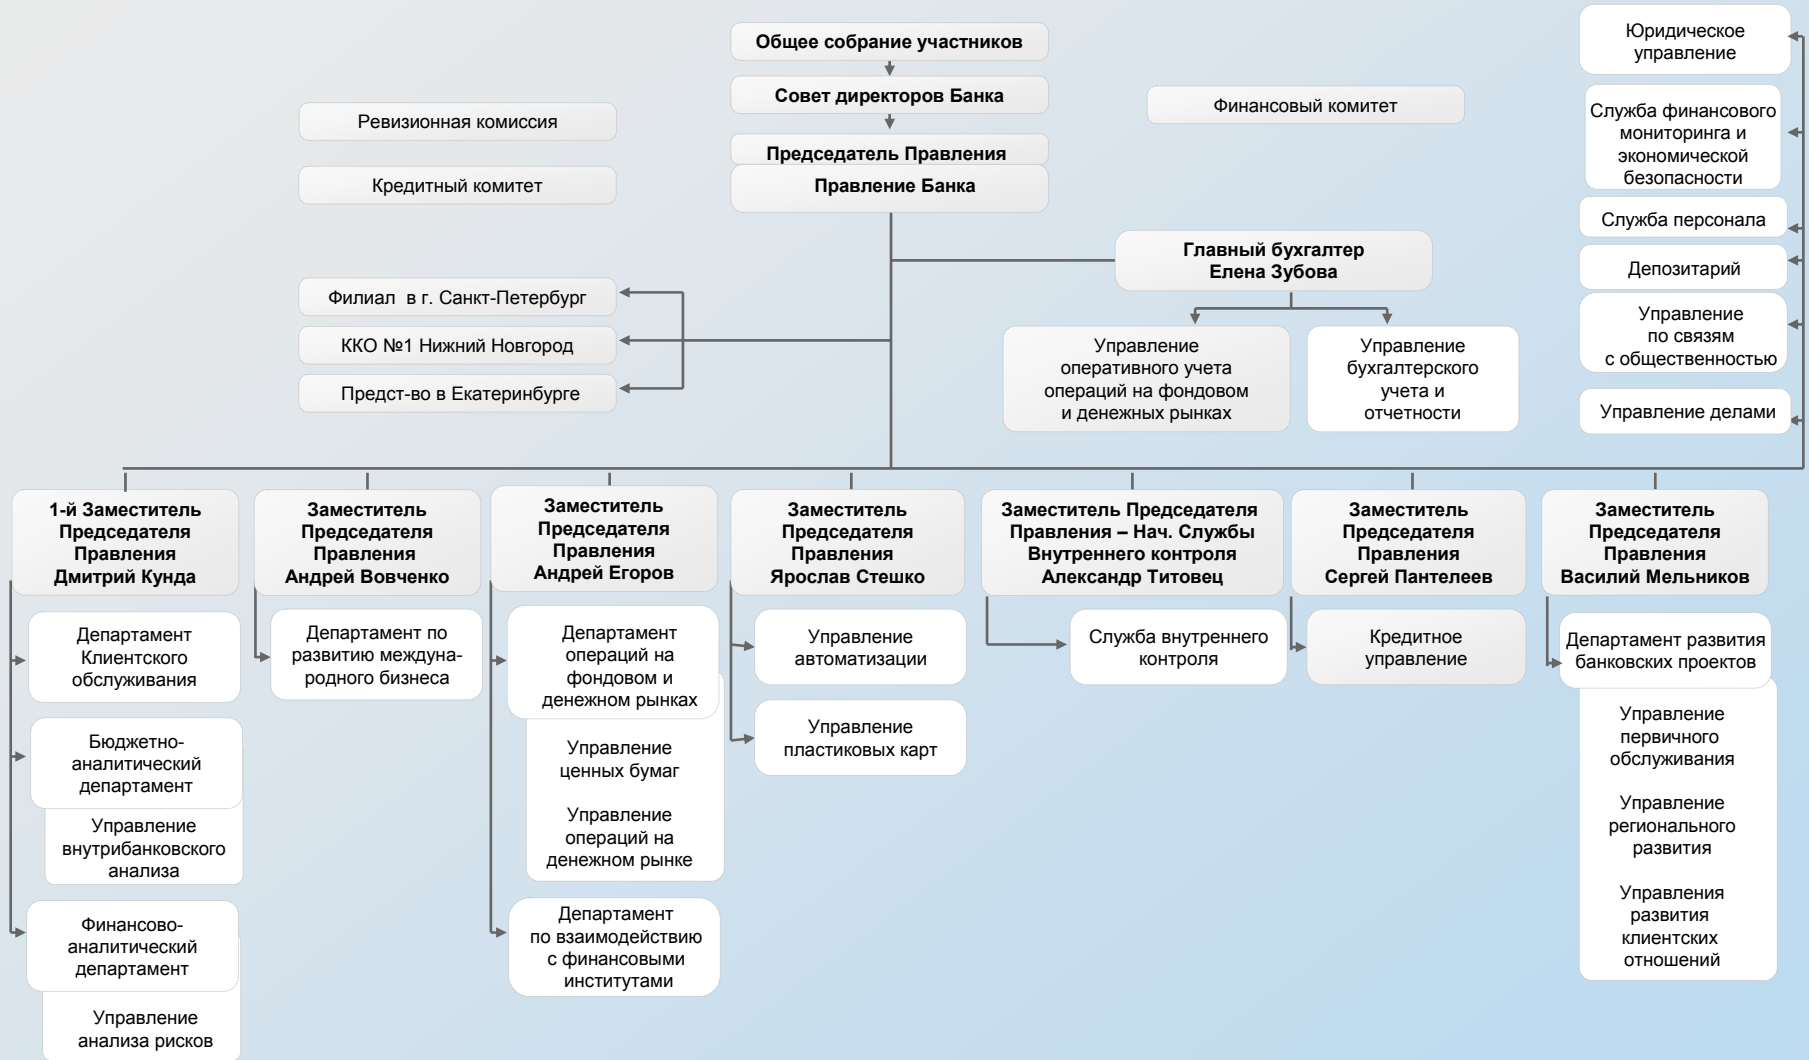 Общее собрание участников
Совет директоров Банка
Председатель Правления
Правление Банка
Ревизионная комиссия
Кредитный комитет
Финансовый комитет
Юридическое
управление
Служба финансового
мониторинга и
экономической
безопасности
Служба персонала
Депозитарий
Управление
по связям
с общественностью
Управление делами
Главный бухгалтер
Елена Зубова
Управление
оперативного учета
операций на фондовом
и денежных рынках
Управление
бухгалтерского
учета и
отчетности
Филиал в г. Санкт-Петербург
ККО №1 Нижний Новгород
Предст-во в Екатеринбурге
1-й Заместитель
Председателя
Правления
Дмитрий Кунда
Департамент
Клиентского
обслуживания
Бюджетно-
аналитический
департамент
Управление
внутрибанковского
анализа
Финансово-
аналитический
департамент
Управление
анализа рисков
Заместитель
Председателя
Правления
Андрей Вовченко
Департамент по
развитию междуна-
родного бизнеса
Заместитель
Председателя
Правления
Андрей Егоров
Департамент
операций на
фондовом и
денежном рынках
Управление
ценных бумаг
Управление
операций на
денежном рынке
Департамент
по взаимодействию
с финансовыми
институтами
Заместитель
Председателя
Правления
Ярослав Стешко
Управление
автоматизации
Управление
пластиковых карт
Заместитель Председателя
Правления – Нач. Службы
Внутреннего контроля
Александр Титовец
Служба внутреннего
контроля
Заместитель
Председателя
Правления
Сергей Пантелеев
Кредитное
управление
Заместитель
Председателя
Правления
Василий Мельников
Департамент развития
банковских проектов
Управление
первичного
обслуживания
Управление
регионального
развития
Управления
развития
клиентских
отношений